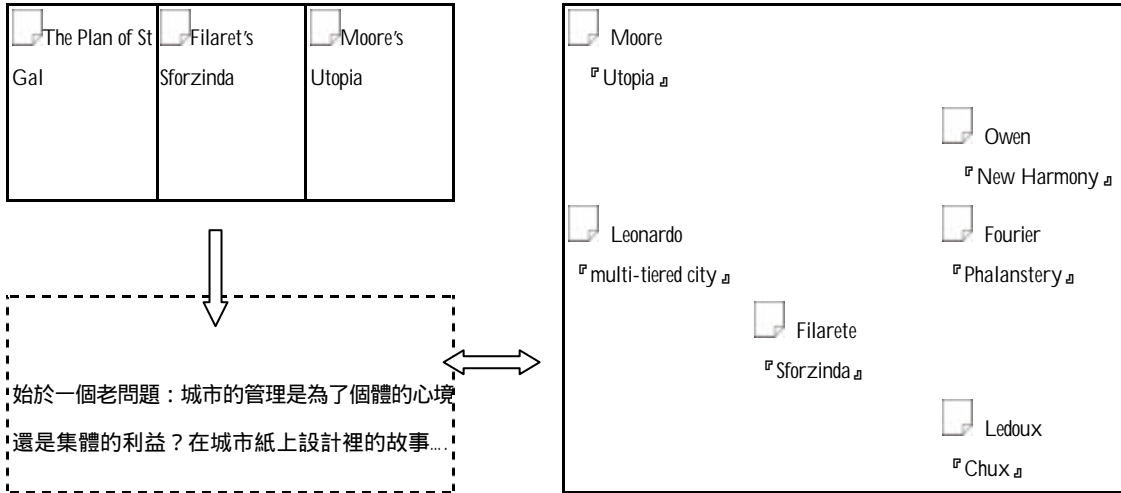 The Plan of St
Gal
Filaret's
Sforzinda
Moore's
Utopia
始於一個老問題：城市的管理是為了個體的心境
還是集體的利益？在城市紙上設計裡的故事….
Moore
『Utopia』
Owen
『New Harmony』
Leonardo
『multi-tiered city』
Fourier
『Phalanstery』
Filarete
『Sforzinda』
Ledoux
『Chux』